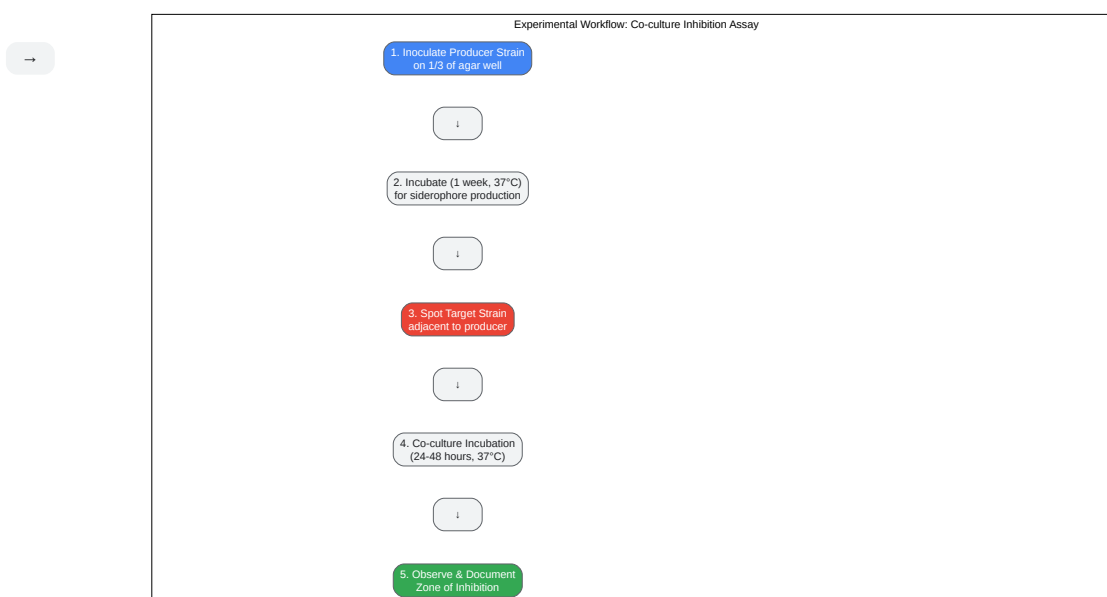 Experimental Workflow: Co-culture Inhibition Assay
→
1. Inoculate Producer Strain
on 1/3 of agar well
↓
2. Incubate (1 week, 37°C)
for siderophore production
↓
3. Spot Target Strain
adjacent to producer
↓
4. Co-culture Incubation
(24-48 hours, 37°C)
↓
5. Observe & Document
Zone of Inhibition